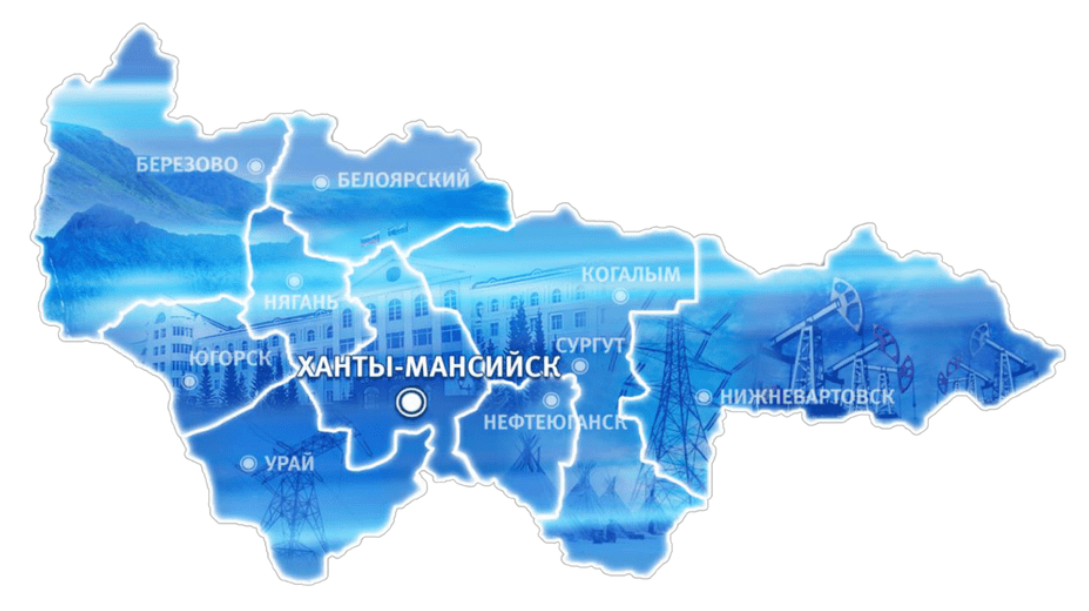 БЕРЕЗОВО
БЕЛОЯРСКИЙ
КОГАЛЫМ
НЯГАНЬ
СУРГУТ
ЮГОРСК
ХАНТЫ-МАНСИЙСК
НИЖНЕВАРТОВСК
НЕФТЕЮГАНСК
УРАЙ